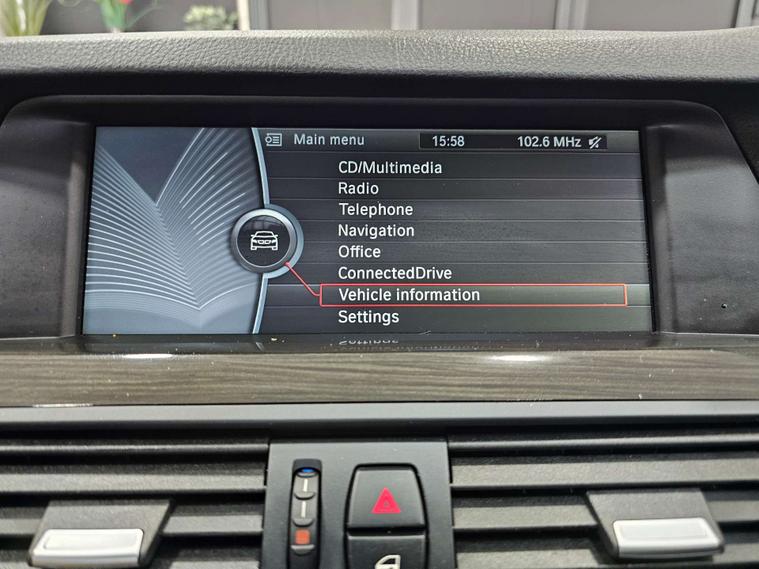 Main menu
15:58
102.6 MHz
CD/Multimedia
Radio
Telephone
Navigation
Office
ConnectedDrive
Vehicle information
Settings